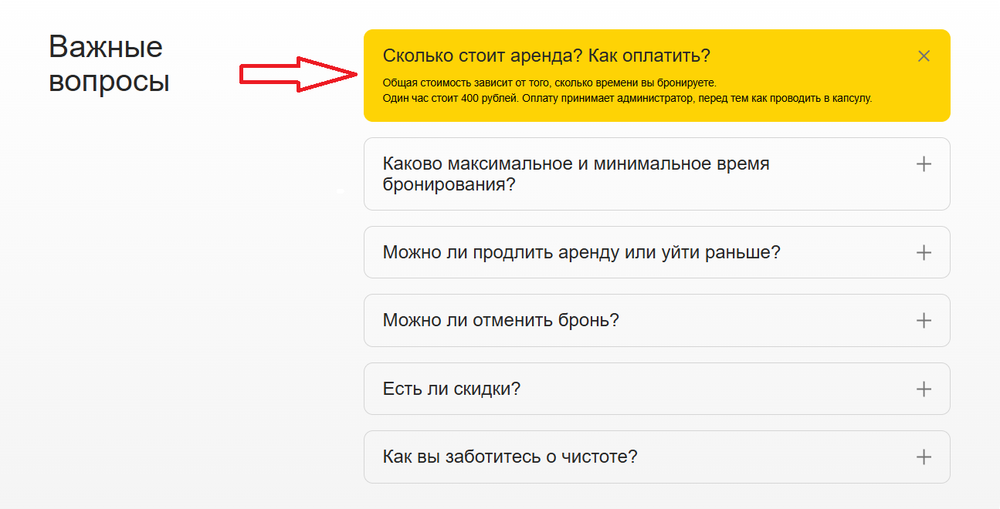 Важные
вопросы
Сколько стоит аренда? Как оплатить?
Общая стоимость зависит от того, сколько времени вы бронируете.
Один час стоит 400 рублей. Оплату принимает администратор, перед тем как проводить в капсулу.
Каково максимальное и минимальное время
бронирования?
Можно ли продлить аренду или уйти раньше?
Можно ли отменить бронь?
Есть ли скидки?
Как вы заботитесь о чистоте?